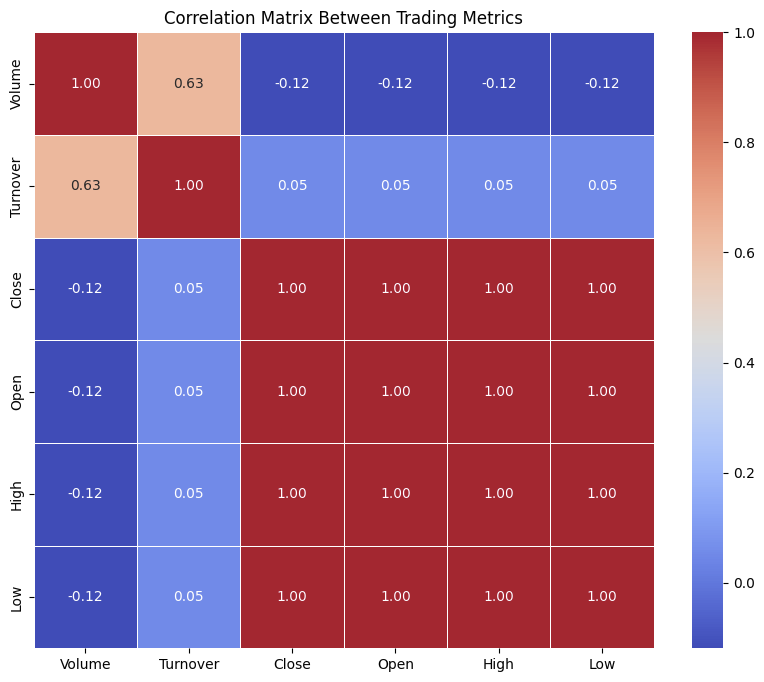 Correlation Matrix Between Trading Metrics
Volume 1.00 0.63 -0.12 -0.12 -0.12 -0.12
Turnover 0.63 1.00 0.05 0.05 0.05 0.05
Close -0.12 0.05 1.00 1.00 1.00 1.00
Open -0.12 0.05 1.00 1.00 1.00 1.00
High -0.12 0.05 1.00 1.00 1.00 1.00
Low -0.12 0.05 1.00 1.00 1.00 1.00
Volume Turnover Close Open High Low
1.0
0.8
0.6
0.4
0.2
0.0